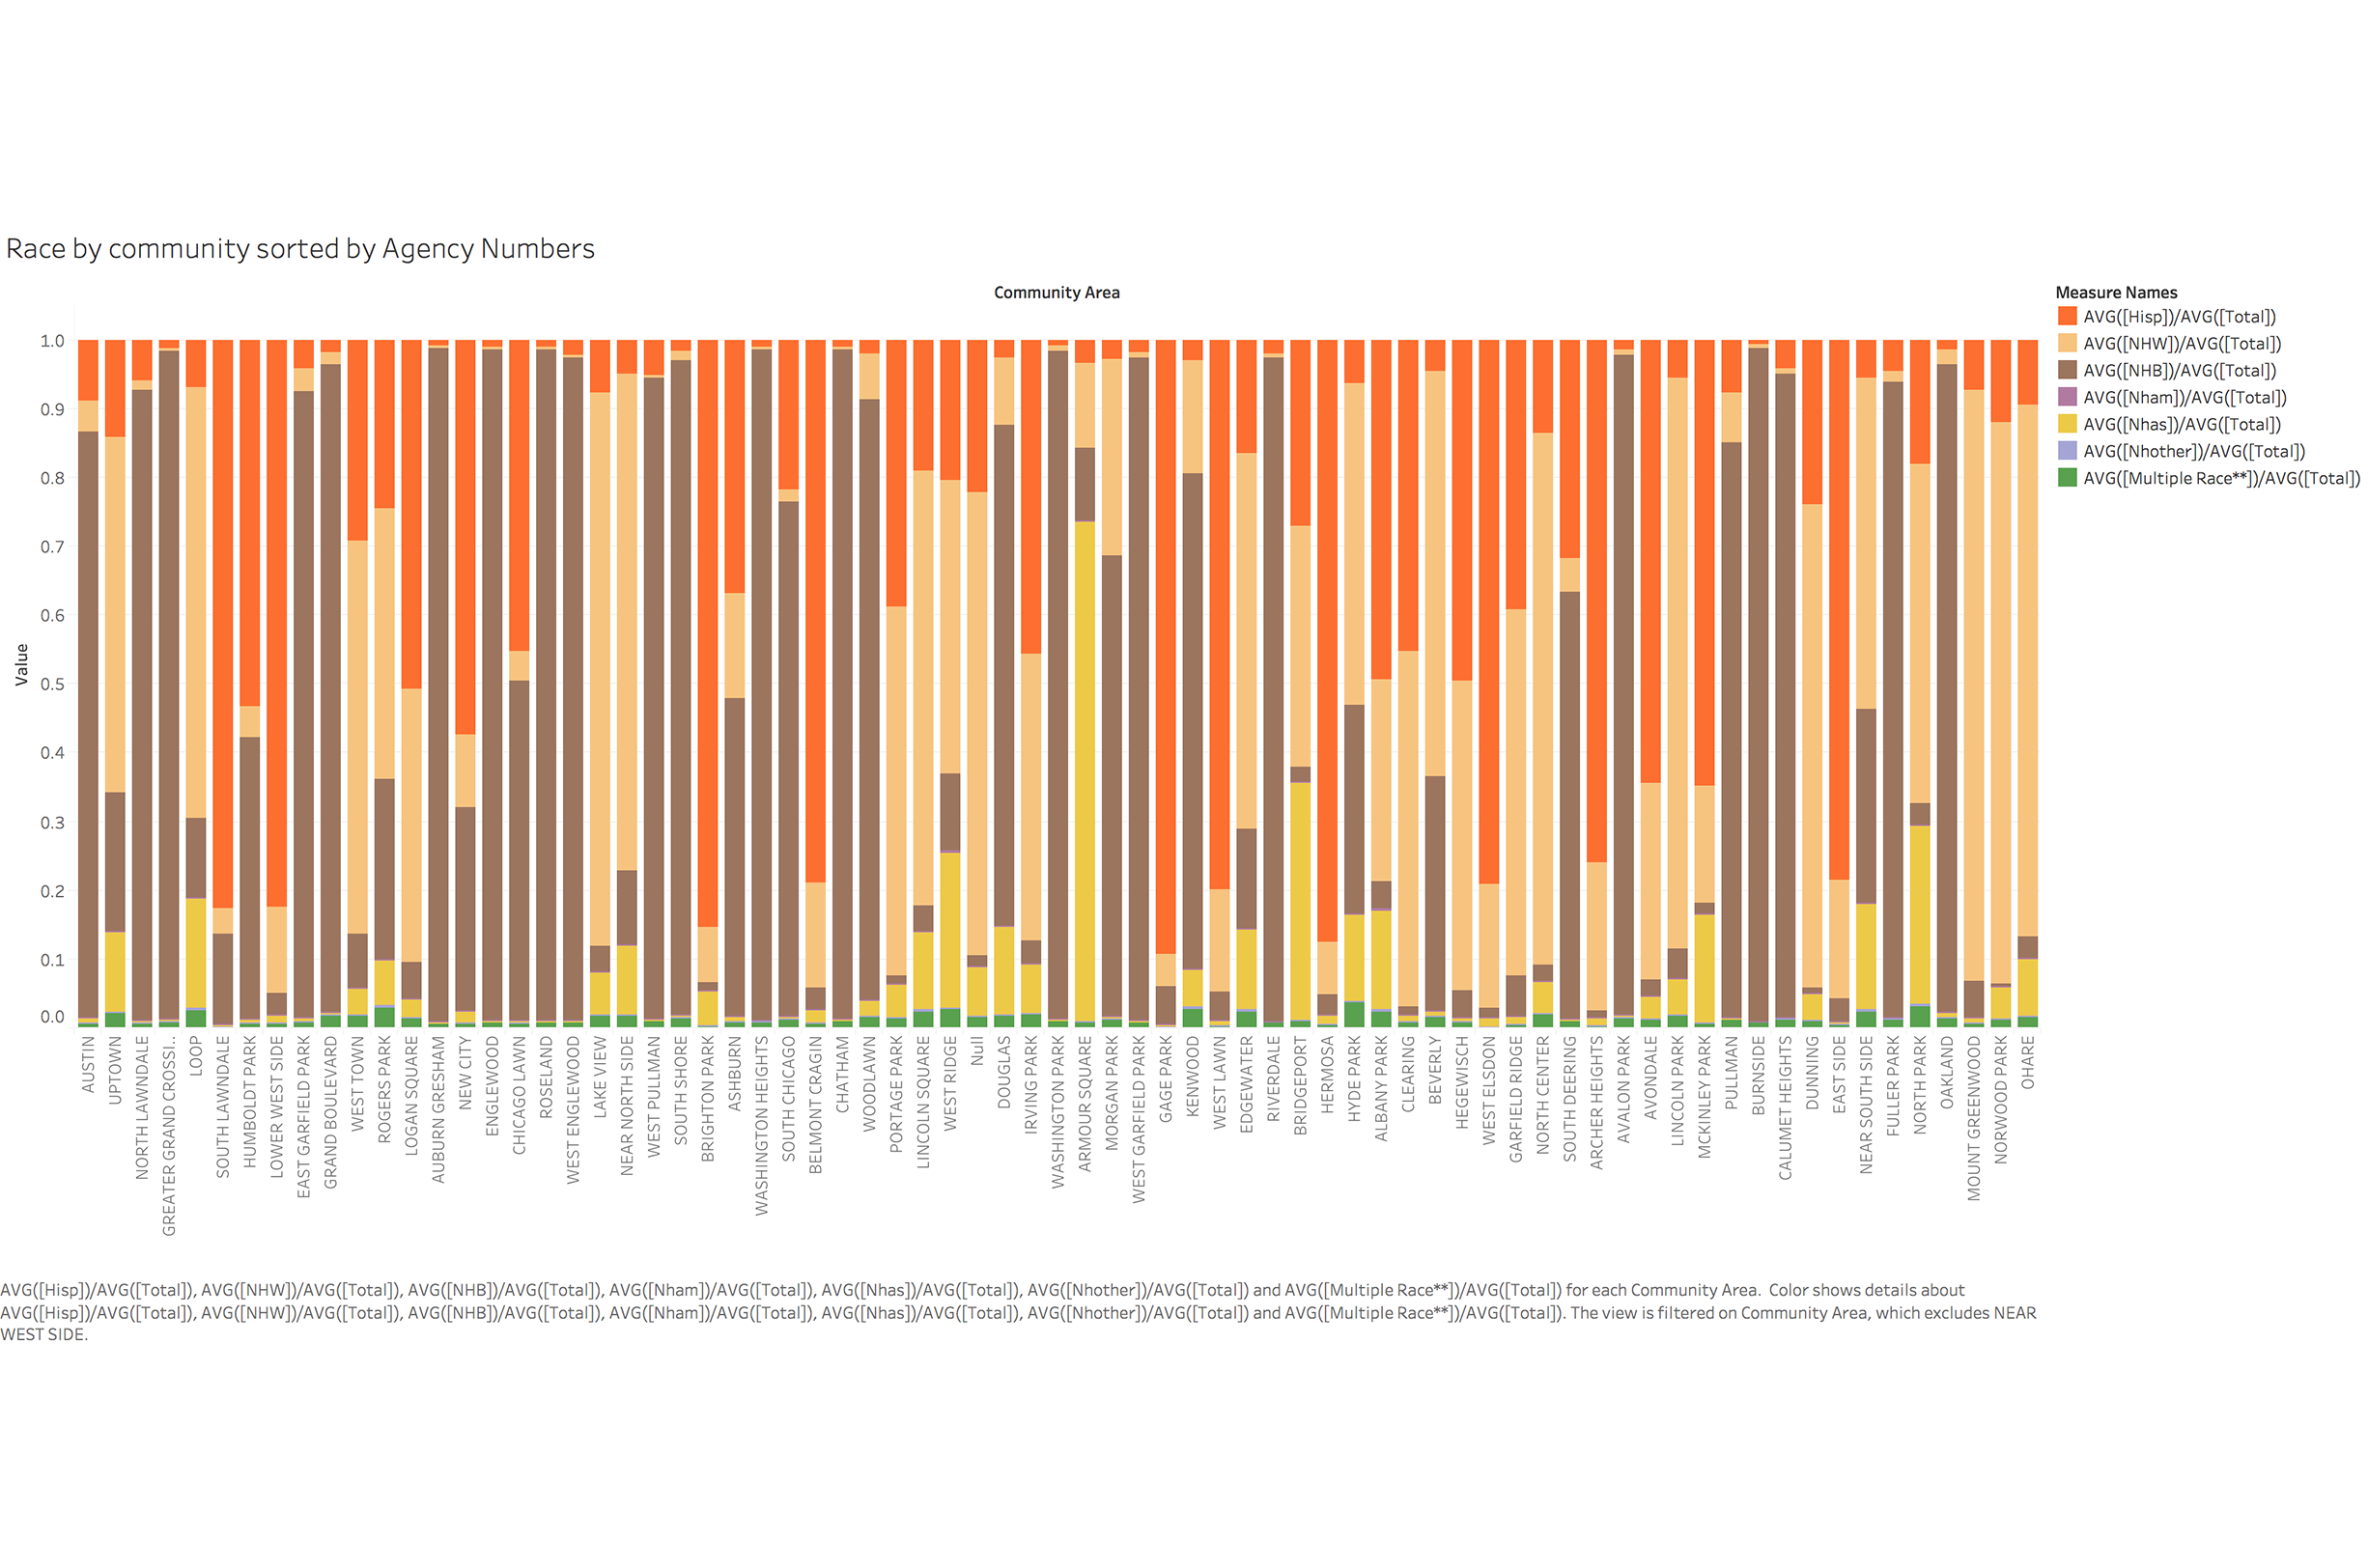 Race by community sorted by Agency Numbers
Community Area
Measure Names
AVG([Hisp])/AVG([Total])
AVG([NHW])/AVG([Total])
AVG([NHB])/AVG([Total])
AVG([Nham])/AVG([Total])
AVG([Nhas])/AVG([Total])
AVG([Nhother])/AVG([Total])
AVG([Multiple Race**])/AVG([Total])
Value
1.0
0.9
0.8
0.7
0.6
0.5
0.4
0.3
0.2
0.1
0.0
AUSTIN
UPTOWN
NORTH LAWNDALE
GREATER GRAND CROSSI..
LOOP
SOUTH LAWNDALE
HUMBOLDT PARK
LOWER WEST SIDE
EAST GARFIELD PARK
GRAND BOULEVARD
WEST TOWN
ROGERS PARK
LOGAN SQUARE
AUBURN GRESHAM
NEW CITY
ENGLEWOOD
CHICAGO LAWN
ROSELAND
WEST ENGLEWOOD
LAKE VIEW
NEAR NORTH SIDE
WEST PULLMAN
SOUTH SHORE
BRIGHTON PARK
ASHBURN
WASHINGTON HEIGHTS
SOUTH CHICAGO
BELMONT CRAGIN
CHATHAM
WOODLAWN
PORTAGE PARK
LINCOLN SQUARE
WEST RIDGE
Null
DOUGLAS
IRVING PARK
WASHINGTON PARK
ARMOUR SQUARE
MORGAN PARK
WEST GARFIELD PARK
GAGE PARK
KENWOOD
WEST LAWN
EDGEWATER
RIVERDALE
BRIDGEPORT
HERMOSA
HYDE PARK
ALBANY PARK
CLEARING
BEVERLY
HEGEWISCH
WEST ELSDON
GARFIELD RIDGE
NORTH CENTER
SOUTH DEERING
ARCHER HEIGHTS
AVALON PARK
AVONDALE
LINCOLN PARK
MCKINLEY PARK
PULLMAN
BURNSIDE
CALUMET HEIGHTS
DUNNING
EAST SIDE
NEAR SOUTH SIDE
FULLER PARK
NORTH PARK
OAKLAND
MOUNT GREENWOOD
NORWOOD PARK
OHARE
AVG([Hisp])/AVG([Total]), AVG([NHW])/AVG([Total]), AVG([NHB])/AVG([Total]), AVG([Nham])/AVG([Total]), AVG([Nhas])/AVG([Total]), AVG([Nhother])/AVG([Total]) and AVG([Multiple Race**])/AVG([Total]) for each Community Area.  Color shows details about
AVG([Hisp])/AVG([Total]), AVG([NHW])/AVG([Total]), AVG([NHB])/AVG([Total]), AVG([Nham])/AVG([Total]), AVG([Nhas])/AVG([Total]), AVG([Nhother])/AVG([Total]) and AVG([Multiple Race**])/AVG([Total]). The view is filtered on Community Area, which excludes NEAR
WEST SIDE.